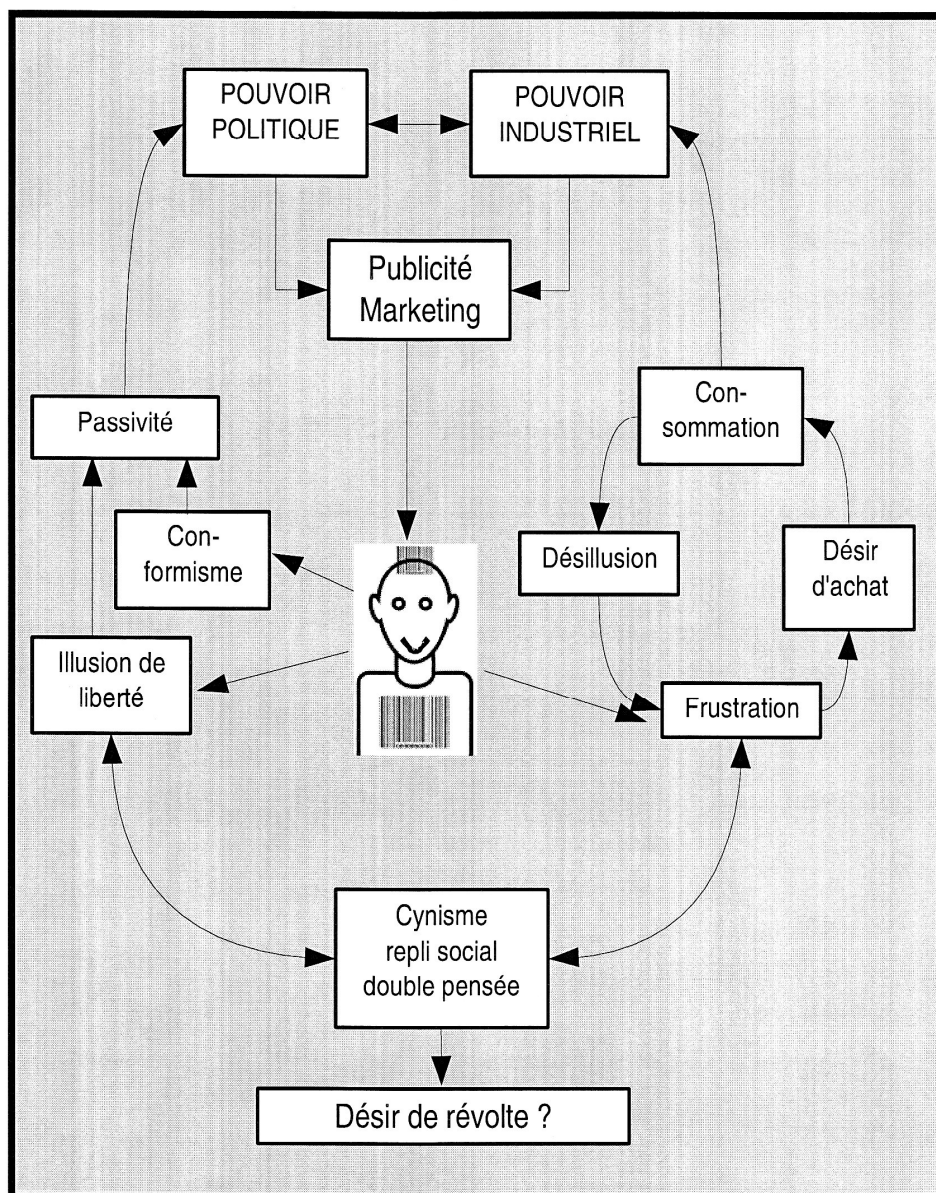 POUVOIR
POLITIQUE
POUVOIR
INDUSTRIEL
Publicité
Marketing
Passivité
Con-
sommation
Con-
formisme
Désillusion
Désir
d'achat
Illusion de
liberté
Frustration
Cynisme
repli social
double pensée
Désir de révolte ?